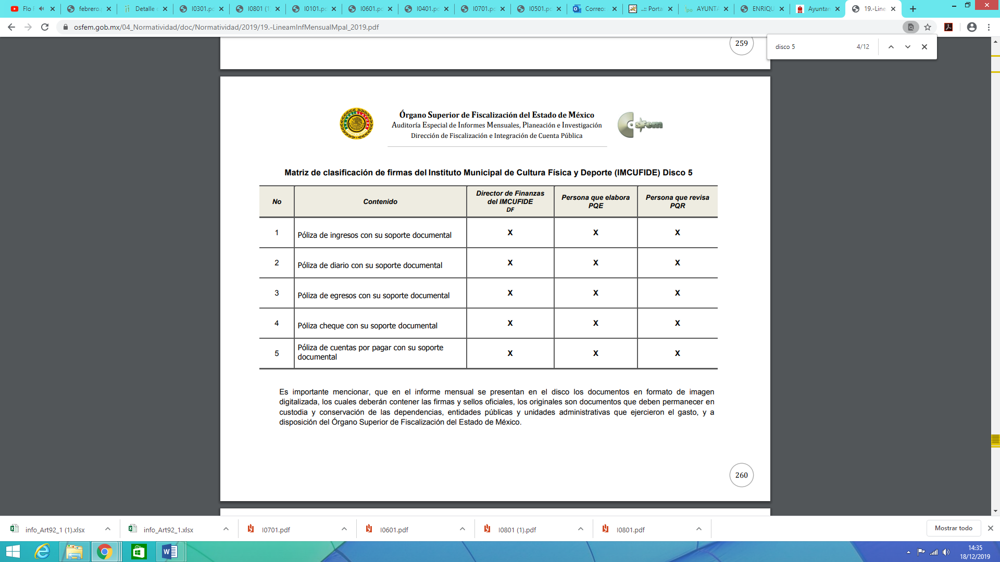 Flo F
febrero.p
Detalle d
I0301.pd
I0801 (1
I0101.pd
I0601.pd
I0401.pd
I0701.pd
I0501.pd
Correo:
..:: Porta
AYUNTA
ENRIQU
Ayuntar
19.-Line
osfem.gob.mx/04_Normatividad/doc/Normatividad/2019/19.-LineamInfMensualMpal_2019.pdf
disco 5 4/12
259
Órgano Superior de Fiscalización del Estado de México
Auditoría Especial de Informes Mensuales, Planeación e Investigación
Dirección de Fiscalización e Integración de Cuenta Pública
osfem
Matriz de clasificación de firmas del Instituto Municipal de Cultura Física y Deporte (IMCUFIDE) Disco 5
No Contenido Director de Finanzas del IMCUFIDE DF Persona que elabora PQE Persona que revisa PQR
1 Póliza de ingresos con su soporte documental X X X
2 Póliza de diario con su soporte documental X X X
3 Póliza de egresos con su soporte documental X X X
4 Póliza cheque con su soporte documental X X X
5 Póliza de cuentas por pagar con su soporte documental X X X
Es importante mencionar, que en el informe mensual se presentan en el disco los documentos en formato de imagen
digitalizada, los cuales deberán contener las firmas y sellos oficiales, los originales son documentos que deben permanecer en
custodia y conservación de las dependencias, entidades públicas y unidades administrativas que ejercieron el gasto, y a
disposición del Órgano Superior de Fiscalización del Estado de México.
260
info_Art92_1 (1).xlsx
info_Art92_1.xlsx
I0701.pdf
I0601.pdf
I0801 (1).pdf
I0801.pdf
Mostrar todo
14:35
18/12/2019